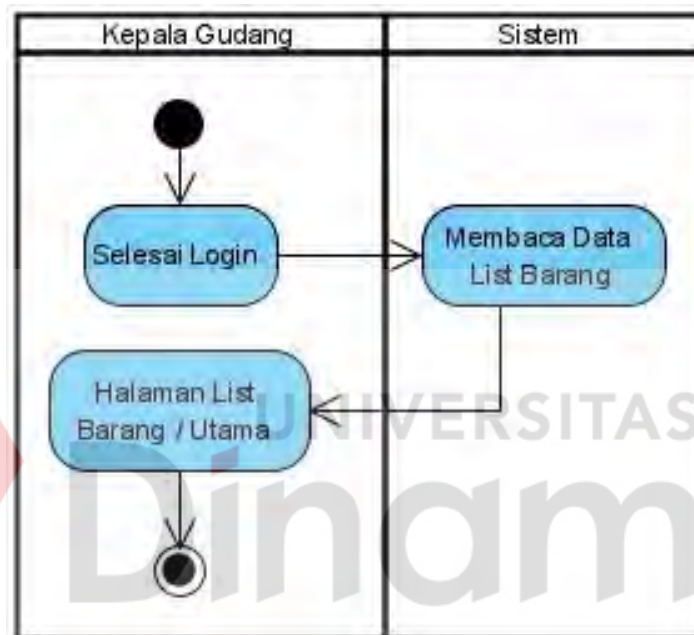 Kepala Gudang
Sistem
Selesai Login
Membaca Data
List Barang
Halaman List
Barang / Utama
UNIVERSITAS
Dinam